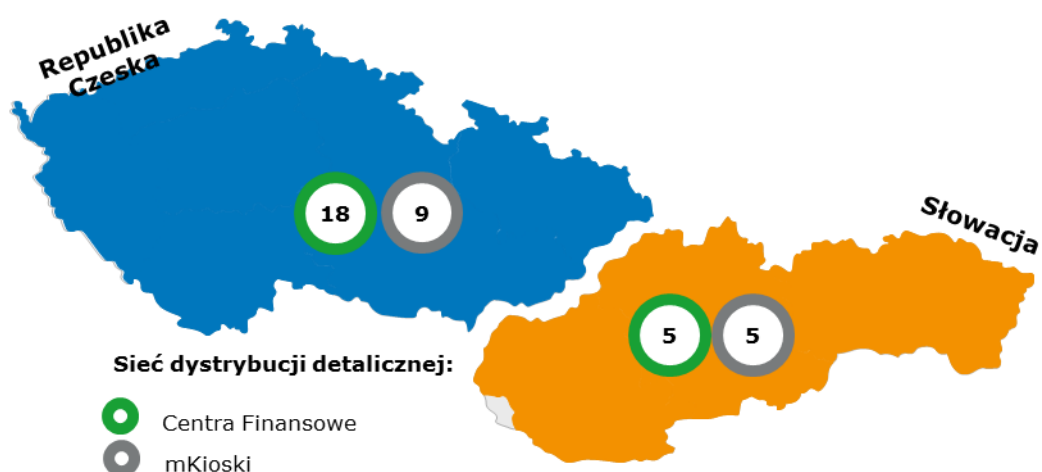 Republika
Czeska
18
9
Słowacja
5
5
Sieć dystrybucji detalicznej:
Centra Finansowe
mKioski